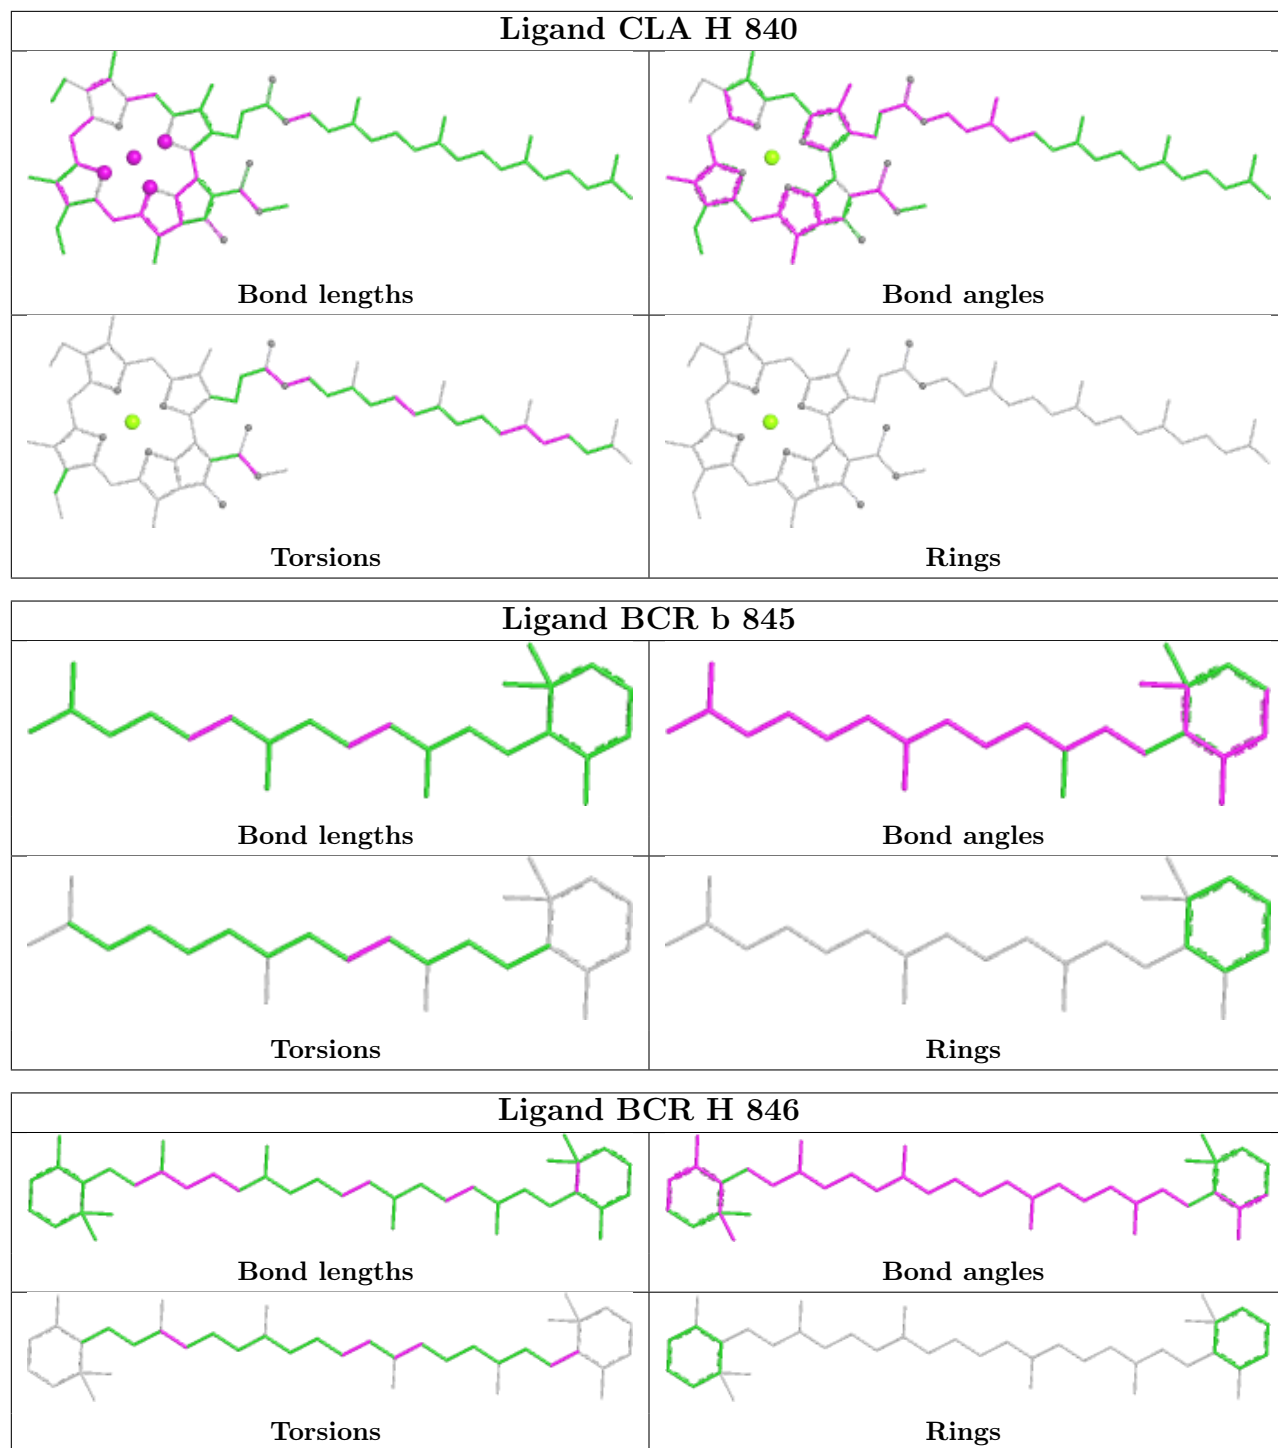 Ligand CLA H 840
Bond lengths
Bond angles
Torsions
Rings
Ligand BCR b 845
Bond lengths
Bond angles
Torsions
Rings
Ligand BCR H 846
Bond lengths
Bond angles
Torsions
Rings